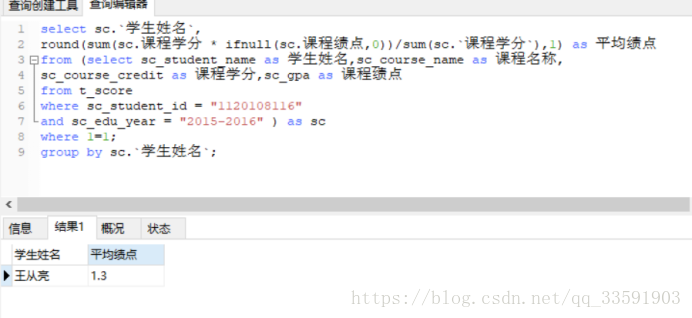 查询创建工具 查询编辑器
1 select sc.`学生姓名`,
2 round(sum(sc.课程学分 * ifnull(sc.课程绩点,0))/sum(sc.`课程学分`),1) as 平均绩点
3 from (select sc_student_name as 学生姓名,sc_course_name as 课程名称,
4 sc_course_credit as 课程学分,sc_gpa as 课程绩点
5 from t_score
6 where sc_student_id = "1120108116"
7 and sc_edu_year = "2015-2016" ) as sc
8 where 1=1;
9 group by sc.`学生姓名`;
信息 结果1 概况 状态
学生姓名 平均绩点
王从亮 1.3
https://blog.csdn.net/qq_33591903